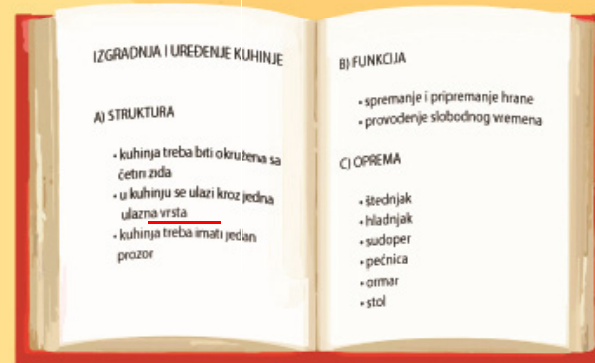 IZGRADNJA I UREĐENJE KUHINJE
A) STRUKTURA
• kuhinja treba biti okružena sa
četiri zida
• u kuhinju se ulazi kroz jedna
ulazna vrsta
• kuhinja treba imati jedan
prozor
B) FUNKCIJA
• spremanje i pripremanje hrane
• provođenje slobodnog vremena
C) OPREMA
• štednjak
• hladnjak
• sudoper
• pećnica
• ormar
• stol